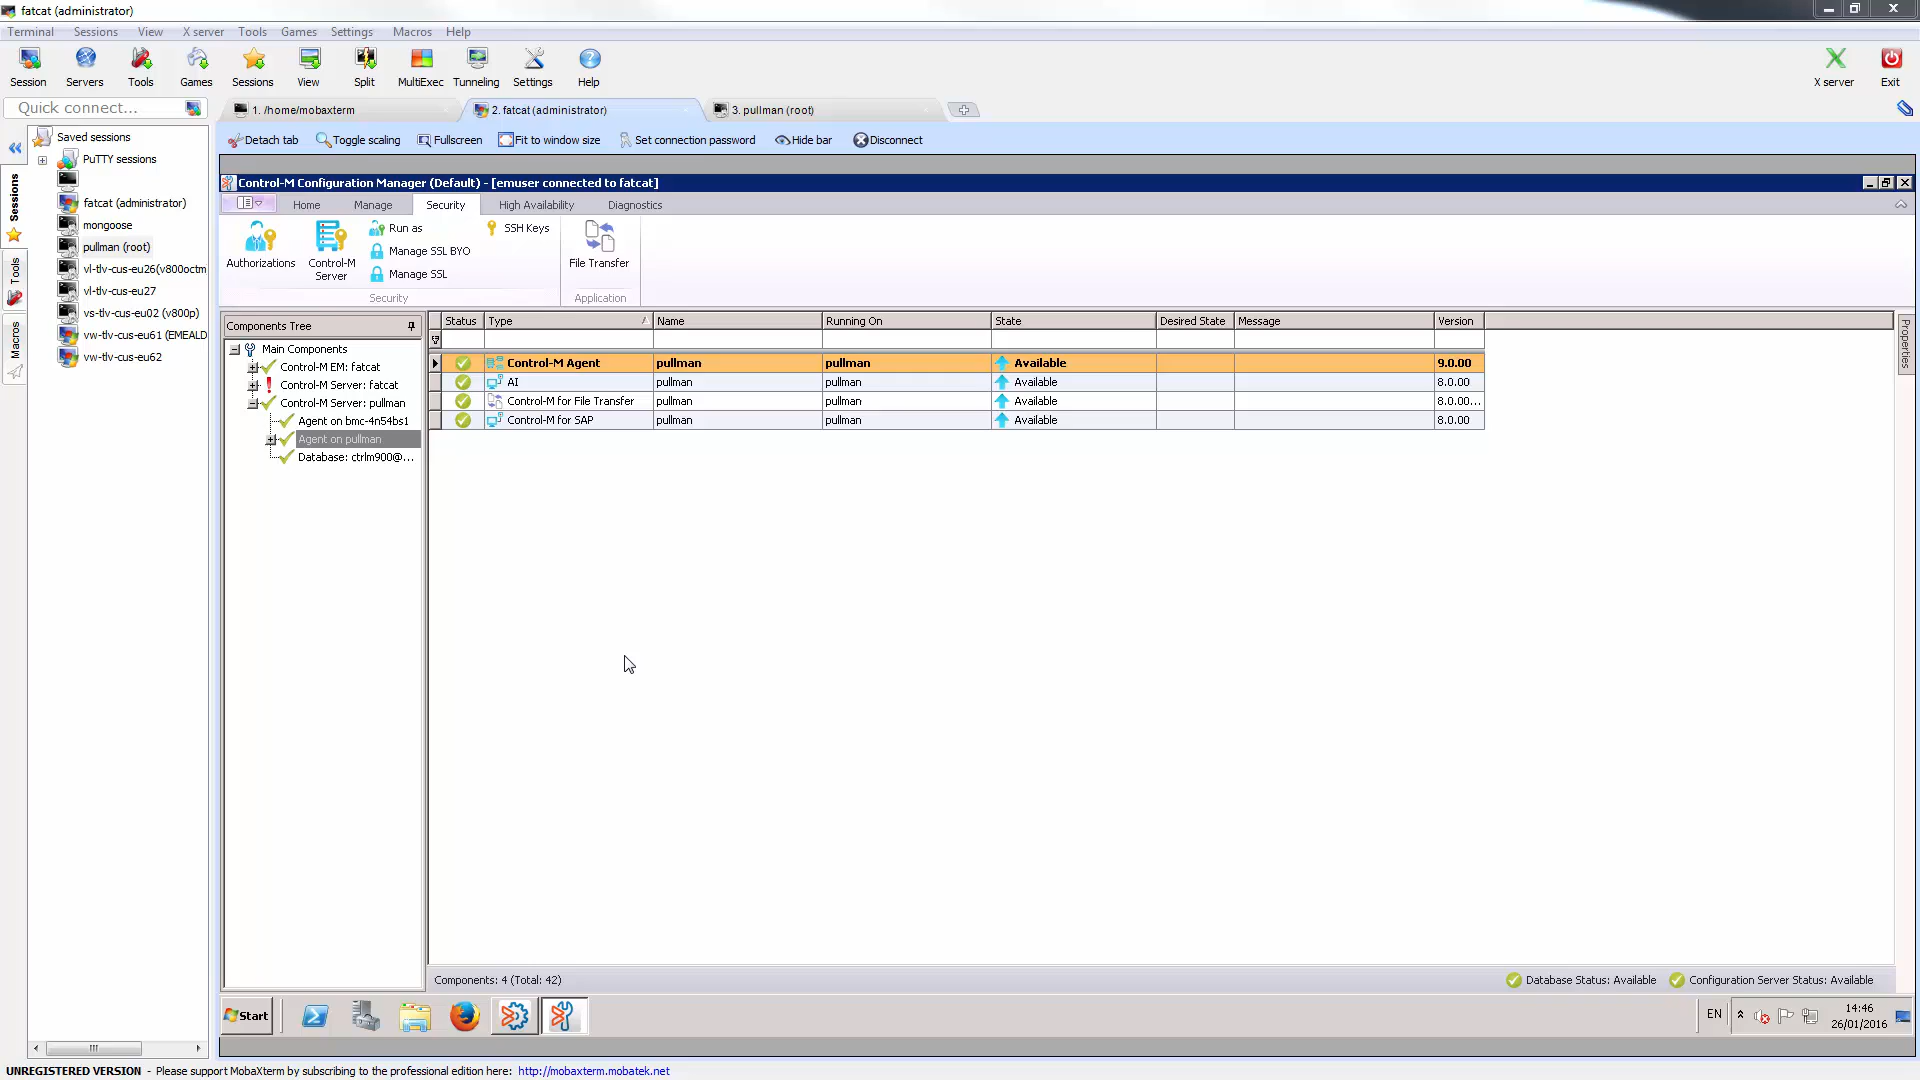 fatcat (administrator)
Terminal Sessions View X server Tools Games Settings Macros Help
Session Servers Tools Games Sessions View Split MultiExec Tunneling Settings Help X server Exit
Quick connect...
1. /home/mobaxterm 2. fatcat (administrator) 3. pullman (root)
Detach tab Toggle scaling Fullscreen Fit to window size Set connection password Hide bar Disconnect
Sessions
Tools
Macros
Saved sessions
PuTTY sessions
fatcat (administrator)
mongoose
pullman (root)
vl-tlv-cus-eu26(v800octm
vl-tlv-cus-eu27
vs-tlv-cus-eu02 (v800p)
vw-tlv-cus-eu61 (EMEALD
vw-tlv-cus-eu62
Control-M Configuration Manager (Default) - [emuser connected to fatcat]
Home Manage Security High Availability Diagnostics
Authorizations
Control-M Server
Run as
Manage SSL BYO
Manage SSL
SSH Keys
Security
File Transfer
Application
Components Tree
Main Components
Control-M EM: fatcat
Control-M Server: fatcat
Control-M Server: pullman
Agent on bmc-4n54bs1
Agent on pullman
Database: ctrlm900@...
Status Type Name Running On State Desired State Message Version
Control-M Agent pullman pullman Available 9.0.00
AI pullman pullman Available 8.0.00
Control-M for File Transfer pullman pullman Available 8.0.00...
Control-M for SAP pullman pullman Available 8.0.00
Properties
Components: 4 (Total: 42) Database Status: Available Configuration Server Status: Available
Start EN 14:46
26/01/2016
UNREGISTERED VERSION - Please support MobaXterm by subscribing to the professional edition here: http://mobaxterm.mobatek.net